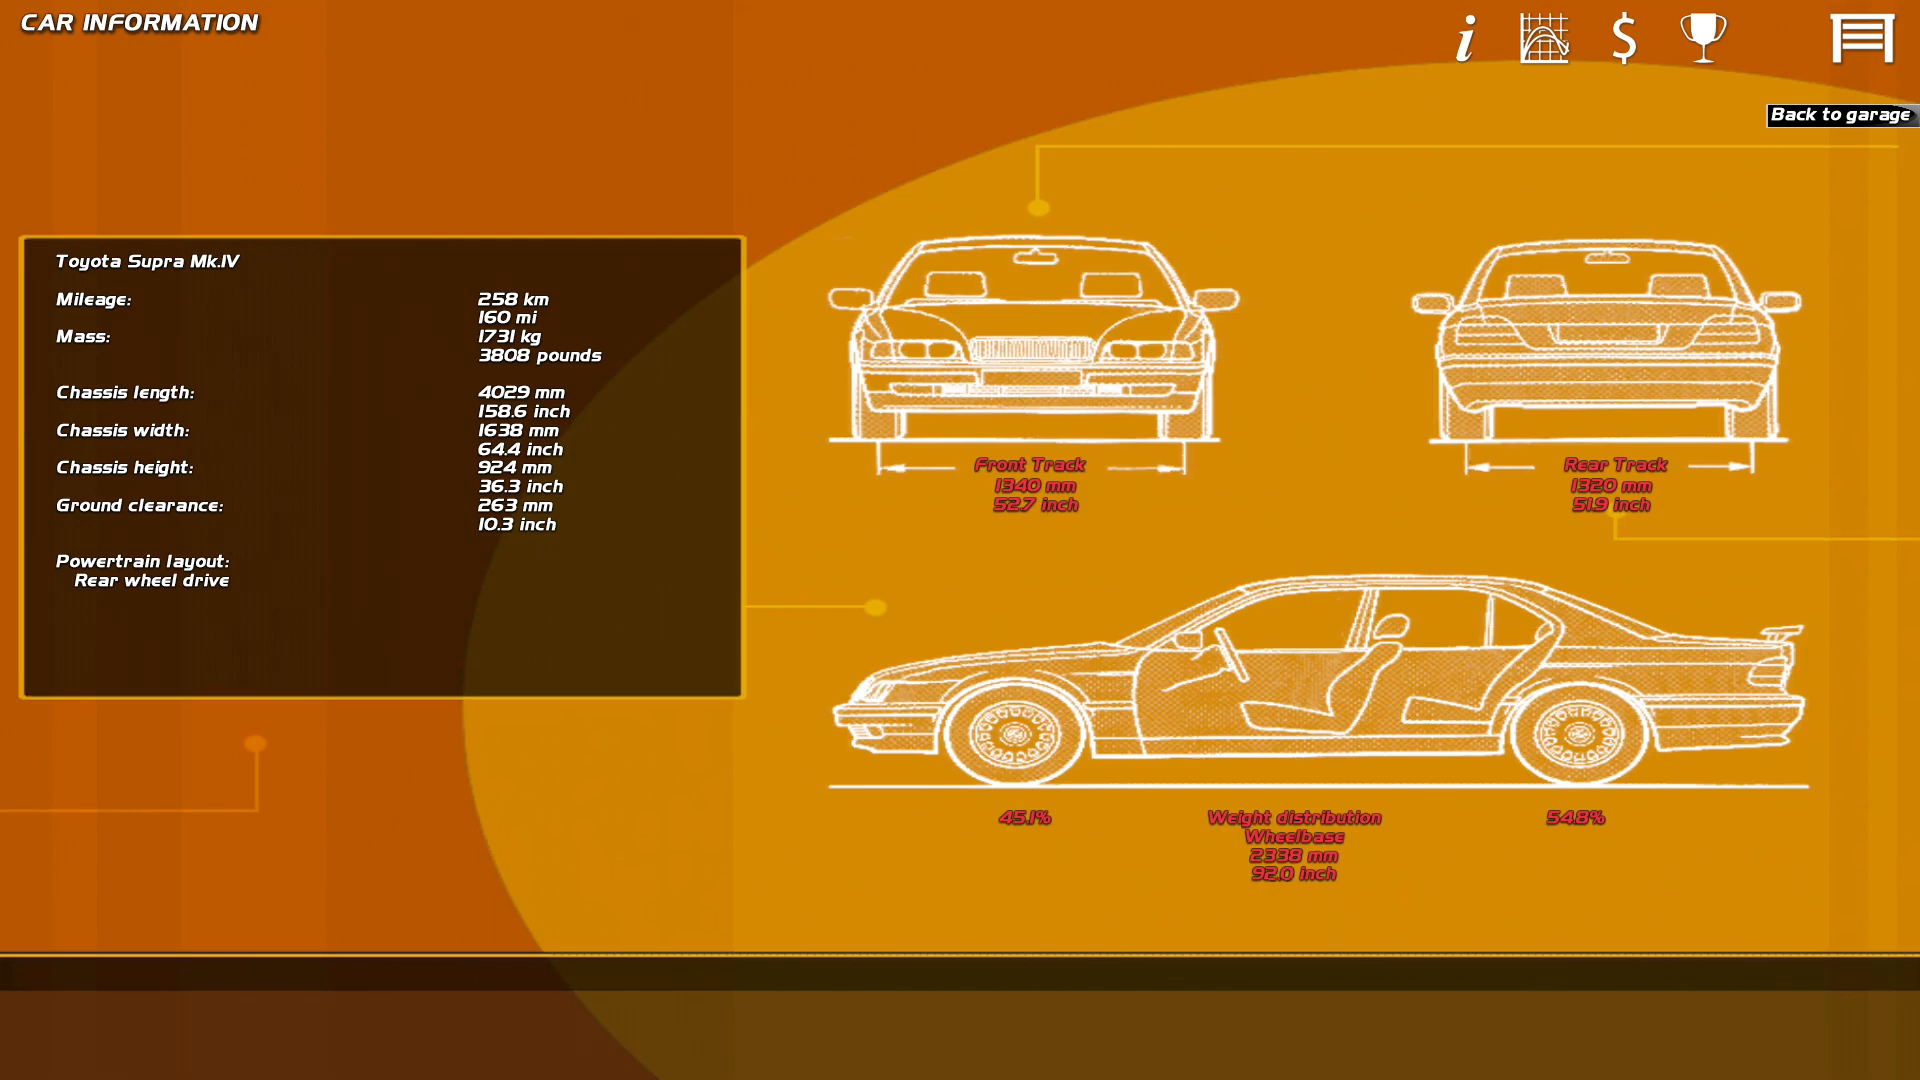 CAR INFORMATION
Back to garage
Toyota Supra Mk.IV
Mileage: 258 km
160 mi
Mass: 1731 kg
3808 pounds
Chassis length: 4029 mm
158.6 inch
Chassis width: 1638 mm
64.4 inch
Chassis height: 924 mm
36.3 inch
Ground clearance: 263 mm
10.3 inch
Powertrain layout:
Rear wheel drive
Front Track
1340 mm
52.7 inch
Rear Track
1320 mm
51.9 inch
45.1% Weight distribution 54.8%
Wheelbase
2338 mm
92.0 inch